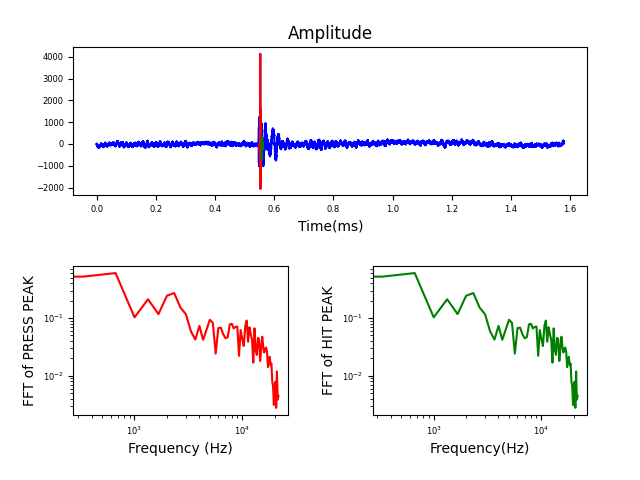 Amplitude
4000
3000
2000
1000
0
−1000
−2000
0.0 0.2 0.4 0.6 0.8 1.0 1.2 1.4 1.6
Time(ms)
FFT of PRESS PEAK
10⁻¹
10⁻²
10³ 10⁴
Frequency (Hz)
FFT of HIT PEAK
10⁻¹
10⁻²
10³ 10⁴
Frequency(Hz)